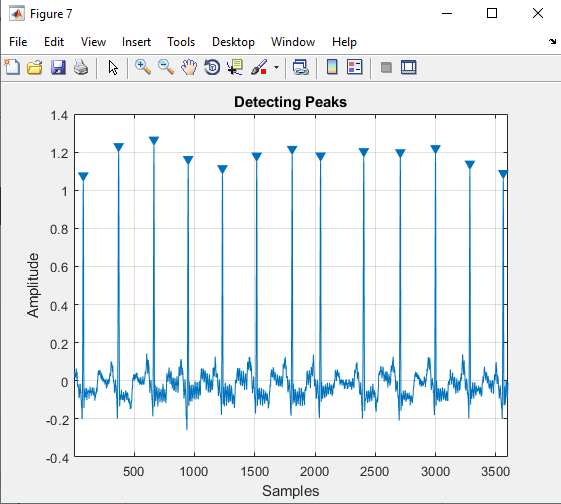 Figure 7
File Edit View Insert Tools Desktop Window Help
Detecting Peaks
1.4
1.2
1
0.8
0.6
0.4
0.2
0
-0.2
-0.4
Amplitude
500 1000 1500 2000 2500 3000 3500
Samples